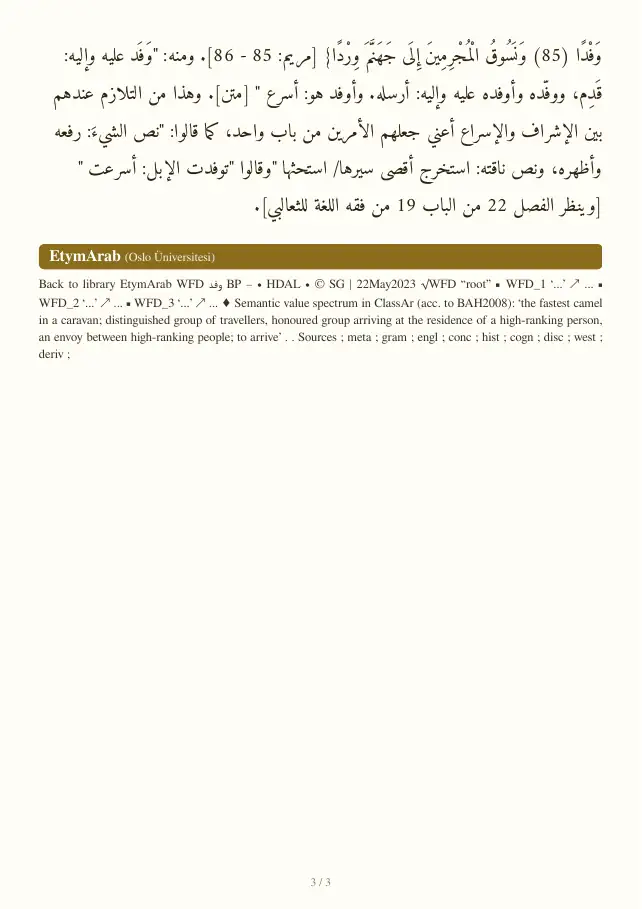 وَفْدًا (85) وَنَسُوقُ الْمُجْرِمِينَ إِلَى جَهَنَّمَ وِرْدًا} [مريم: 85 - 86]. ومنه: "وَفَد عليه وإليه:
قَدِم، ووفّده وأوفده عليه وإليه: أرسله. وأوفد هو: أسرع " [متن]. وهذا من التلازم عندهم
بين الإشراف والإسراع أعني جعلهم الأمرين من باب واحد، كما قالوا: "نص الشيءَ: رفعه
وأظهره، ونص ناقته: استخرج أقصى سيرها/ استحثها "وقالوا "توفدت الإبل: أسرعت "
[وينظر الفصل 22 من الباب 19 من فقه اللغة للثعالبي].
EtymArab (Oslo Üniversitesi)
Back to library EtymArab WFD وفد BP – • HDAL • © SG | 22May2023 √WFD “root” ▪ WFD_1 ‘...’ ↗ ... ▪
WFD_2 ‘...’ ↗ ... ▪ WFD_3 ‘...’ ↗ ... ♦ Semantic value spectrum in ClassAr (acc. to BAH2008): ‘the fastest camel
in a caravan; distinguished group of travellers, honoured group arriving at the residence of a high-ranking person,
an envoy between high-ranking people; to arrive’ . . Sources ; meta ; gram ; engl ; conc ; hist ; cogn ; disc ; west ;
deriv ;
3 / 3